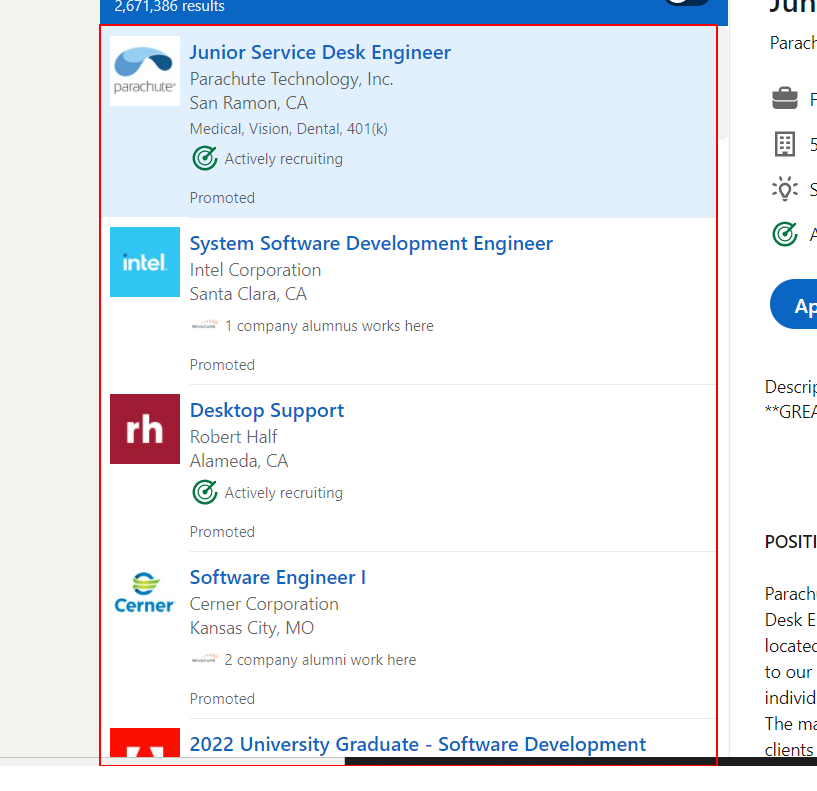 2,671,386 results
Junior Service Desk Engineer
Parachute Technology, Inc.
San Ramon, CA
Medical, Vision, Dental, 401(k)
Actively recruiting
Promoted
parachute
System Software Development Engineer
Intel Corporation
Santa Clara, CA
1 company alumnus works here
Promoted
intel.
Desktop Support
Robert Half
Alameda, CA
Actively recruiting
Promoted
rh
Software Engineer I
Cerner Corporation
Kansas City, MO
2 company alumni work here
Promoted
Cerner
2022 University Graduate - Software Development
Jun
Parach
F
5
S
A
Ap
Descrip
**GREA
POSITI
Parach
Desk E
located
to our
individ
The ma
clients